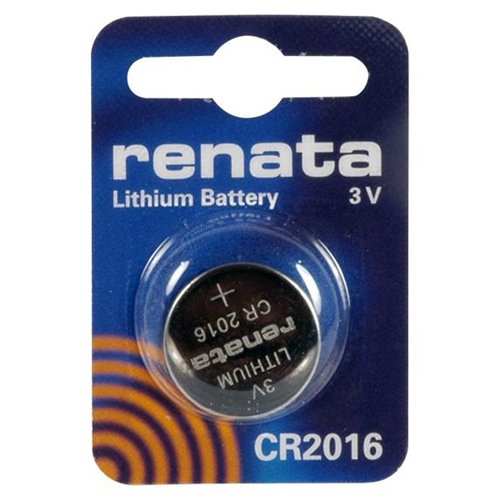 renata
Lithium Battery 3 V
+
CR 2016
renata
LITHIUM
3V
CR2016